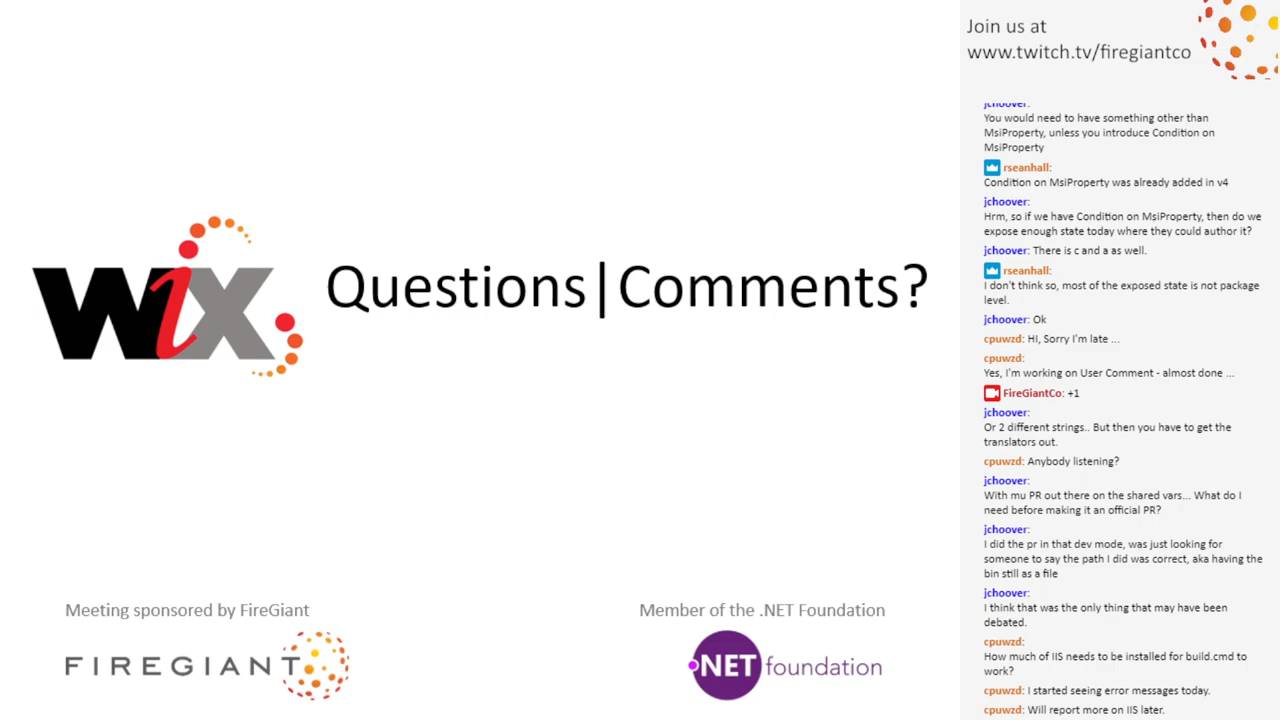 WiX
Questions|Comments?
Meeting sponsored by FireGiant
FIREGIANT
Member of the .NET Foundation
.NET foundation
Join us at
www.twitch.tv/firegiantco
jchoover:
You would need to have something other than
MsiProperty, unless you introduce Condition on
MsiProperty
rseanhall:
Condition on MsiProperty was already added in v4
jchoover:
Hrm, so if we have Condition on MsiProperty, then do we
expose enough state today where they could author it?
jchoover: There is c and a as well.
rseanhall:
I don't think so, most of the exposed state is not package
level.
jchoover: Ok
cpuwzd: HI, Sorry I'm late ...
cpuwzd:
Yes, I'm working on User Comment - almost done ...
FireGiantCo: +1
jchoover:
Or 2 different strings.. But then you have to get the
translators out.
cpuwzd: Anybody listening?
jchoover:
With mu PR out there on the shared vars... What do I
need before making it an official PR?
jchoover:
I did the pr in that dev mode, was just looking for
someone to say the path I did was correct, aka having the
bin still as a file
jchoover:
I think that was the only thing that may have been
debated.
cpuwzd:
How much of IIS needs to be installed for build.cmd to
work?
cpuwzd: I started seeing error messages today.
cpuwzd: Will report more on IIS later.